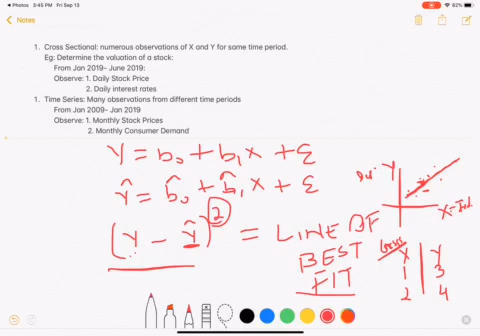 3:45 PM Fri Sep 13
Photos
82%
Notes
1. Cross Sectional: numerous observations of X and Y for same time period.
Eg: Determine the valuation of a stock:
From Jan 2019- June 2019:
Observe: 1. Daily Stock Price
2. Daily interest rates
1. Time Series: Many observations from different time periods
From Jan 2009- Jan 2019
Observe: 1. Monthly Stock Prices
2. Monthly Consumer Demand
Y = b₀ + b₁ X + ε
Ŷ = b̂₀ + b̂₁ X + ε
(Y - Ŷ)² = LINE OF
BEST
FIT
Y
X
X Y
1 3
2 4